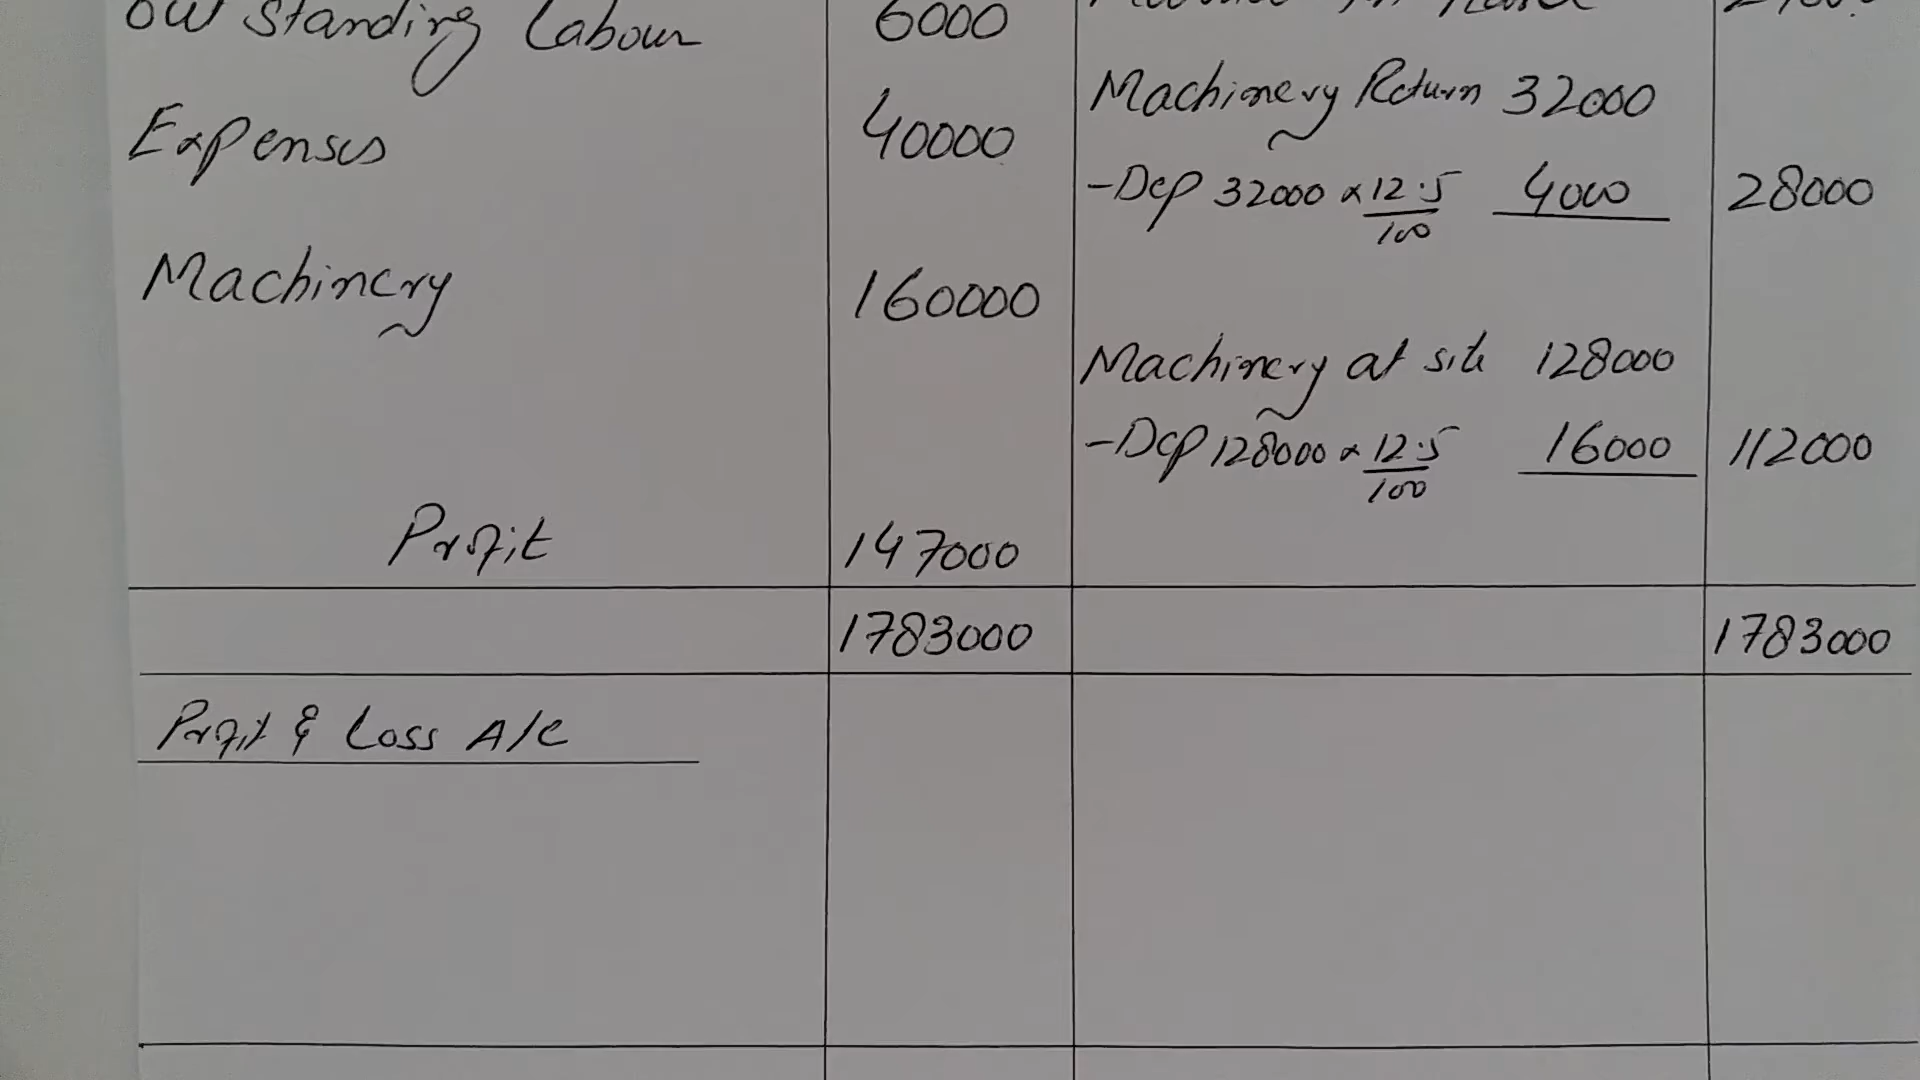 Outstanding Labour 6000
Expenses 40000
Machinery 160000
Profit 147000
1783000
Profit & Loss A/c
Machinery Return 32000
-Dep 32000 x 12.5/100 4000 28000
Machinery at site 128000
-Dep 128000 x 12.5/100 16000 112000
1783000